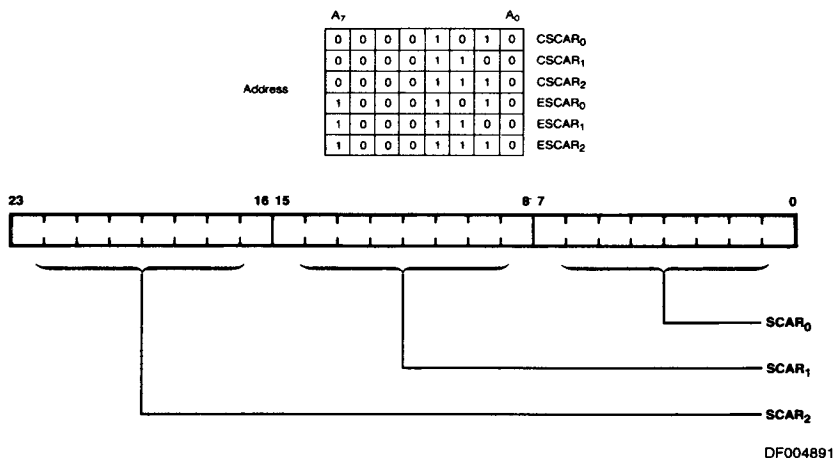 A₇ A₀
0 0 0 0 1 0 1 0 CSCAR₀
0 0 0 0 1 1 0 0 CSCAR₁
0 0 0 0 1 1 1 0 CSCAR₂
Address
1 0 0 0 1 0 1 0 ESCAR₀
1 0 0 0 1 1 0 0 ESCAR₁
1 0 0 0 1 1 1 0 ESCAR₂
23 16 15 8 7 0
SCAR₀
SCAR₁
SCAR₂
DF004891